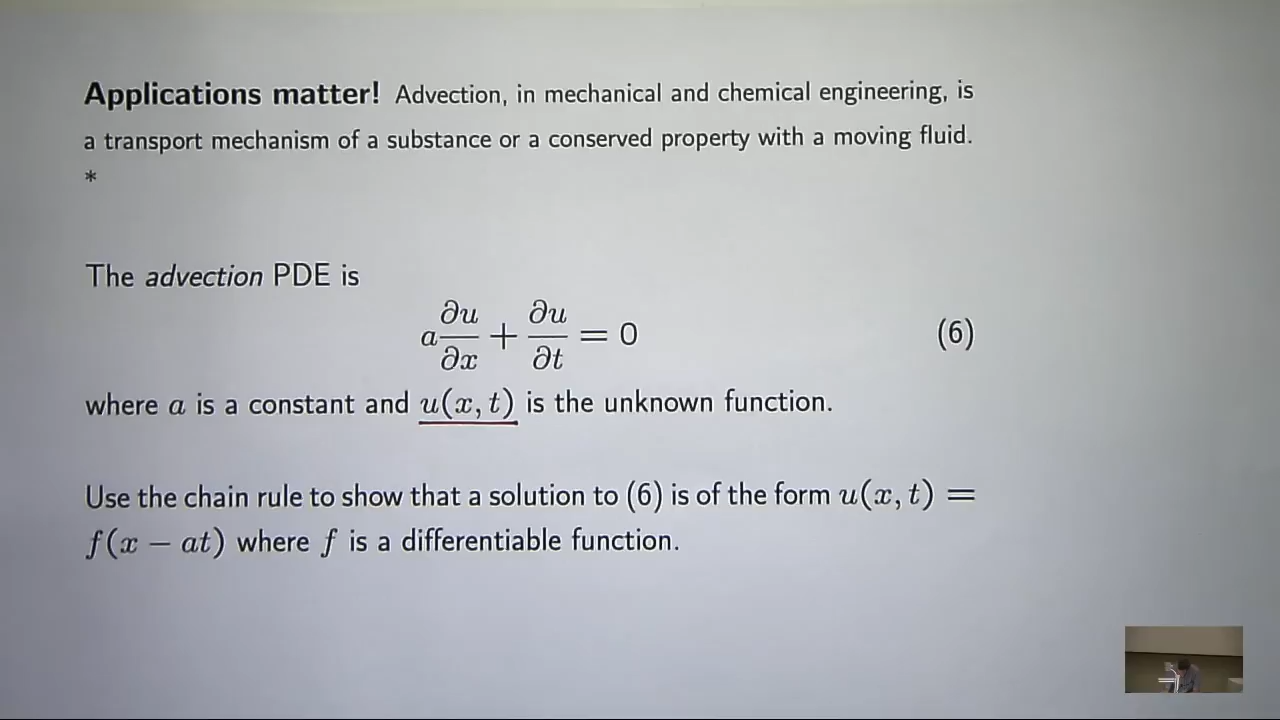 Applications matter! Advection, in mechanical and chemical engineering, is
a transport mechanism of a substance or a conserved property with a moving fluid.
*
The advection PDE is
a ∂u/∂x + ∂u/∂t = 0 (6)
where a is a constant and u(x, t) is the unknown function.
Use the chain rule to show that a solution to (6) is of the form u(x, t) =
f(x − at) where f is a differentiable function.